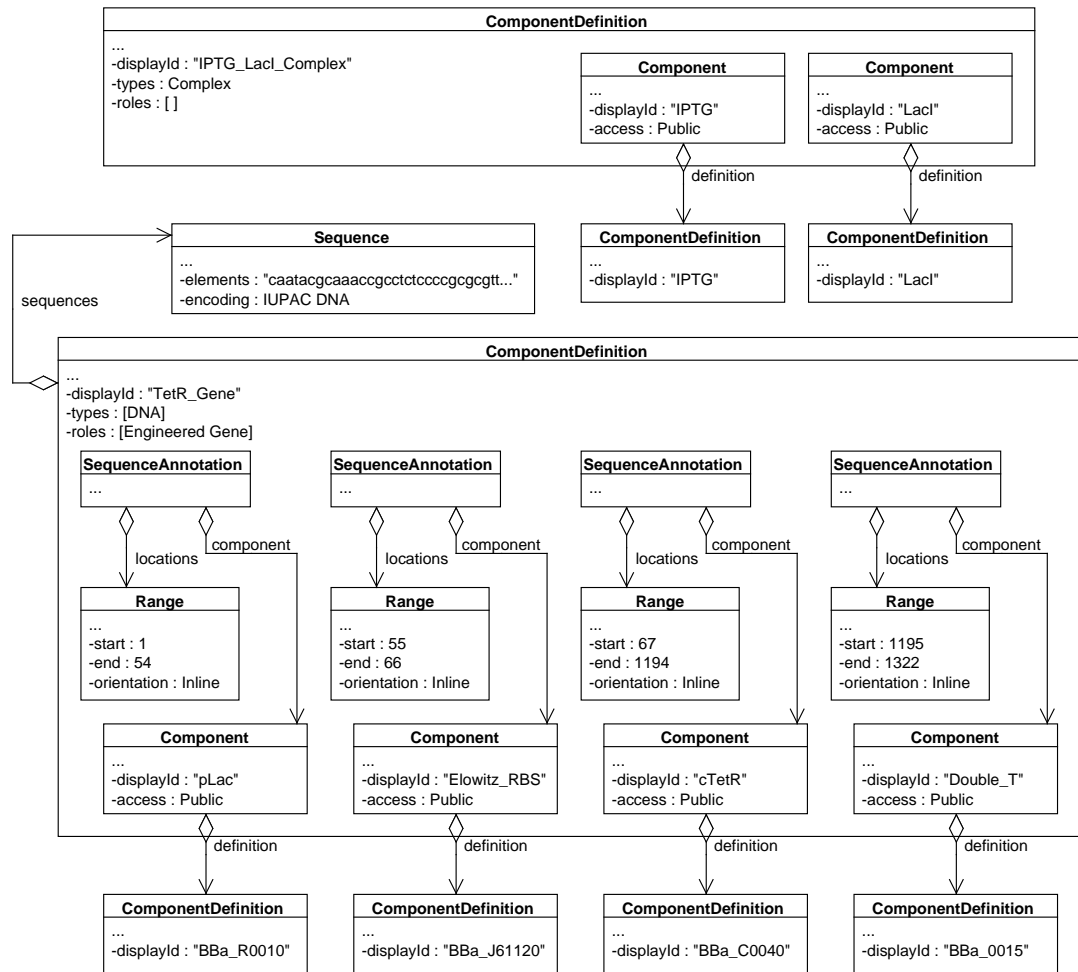 ComponentDefinition
...
-displayId : "IPTG_LacI_Complex"
-types : Complex
-roles : [ ]
Component
...
-displayId : "IPTG"
-access : Public
Component
...
-displayId : "LacI"
-access : Public
definition
definition
ComponentDefinition
...
-displayId : "IPTG"
ComponentDefinition
...
-displayId : "LacI"
Sequence
...
-elements : "caatacgcaaaccgcctctccccgcgcgtt..."
-encoding : IUPAC DNA
sequences
ComponentDefinition
...
-displayId : "TetR_Gene"
-types : [DNA]
-roles : [Engineered Gene]
SequenceAnnotation
...
SequenceAnnotation
...
SequenceAnnotation
...
SequenceAnnotation
...
locations
component
locations
component
locations
component
locations
component
Range
...
-start : 1
-end : 54
-orientation : Inline
Range
...
-start : 55
-end : 66
-orientation : Inline
Range
...
-start : 67
-end : 1194
-orientation : Inline
Range
...
-start : 1195
-end : 1322
-orientation : Inline
Component
...
-displayId : "pLac"
-access : Public
Component
...
-displayId : "Elowitz_RBS"
-access : Public
Component
...
-displayId : "cTetR"
-access : Public
Component
...
-displayId : "Double_T"
-access : Public
definition
definition
definition
definition
ComponentDefinition
...
-displayId : "BBa_R0010"
ComponentDefinition
...
-displayId : "BBa_J61120"
ComponentDefinition
...
-displayId : "BBa_C0040"
ComponentDefinition
...
-displayId : "BBa_0015"